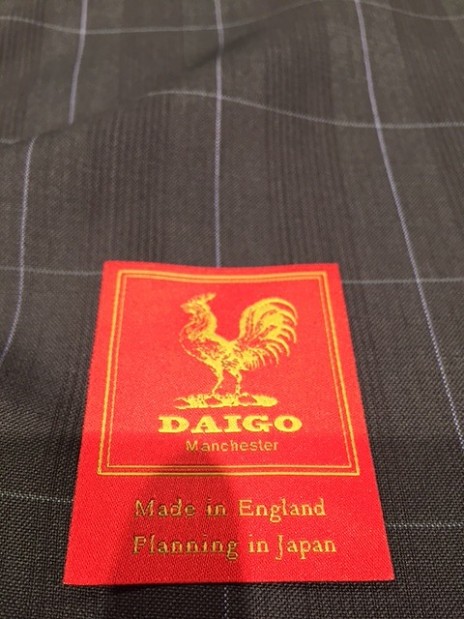 DAIGO
Manchester
Made in England
Planning in Japan